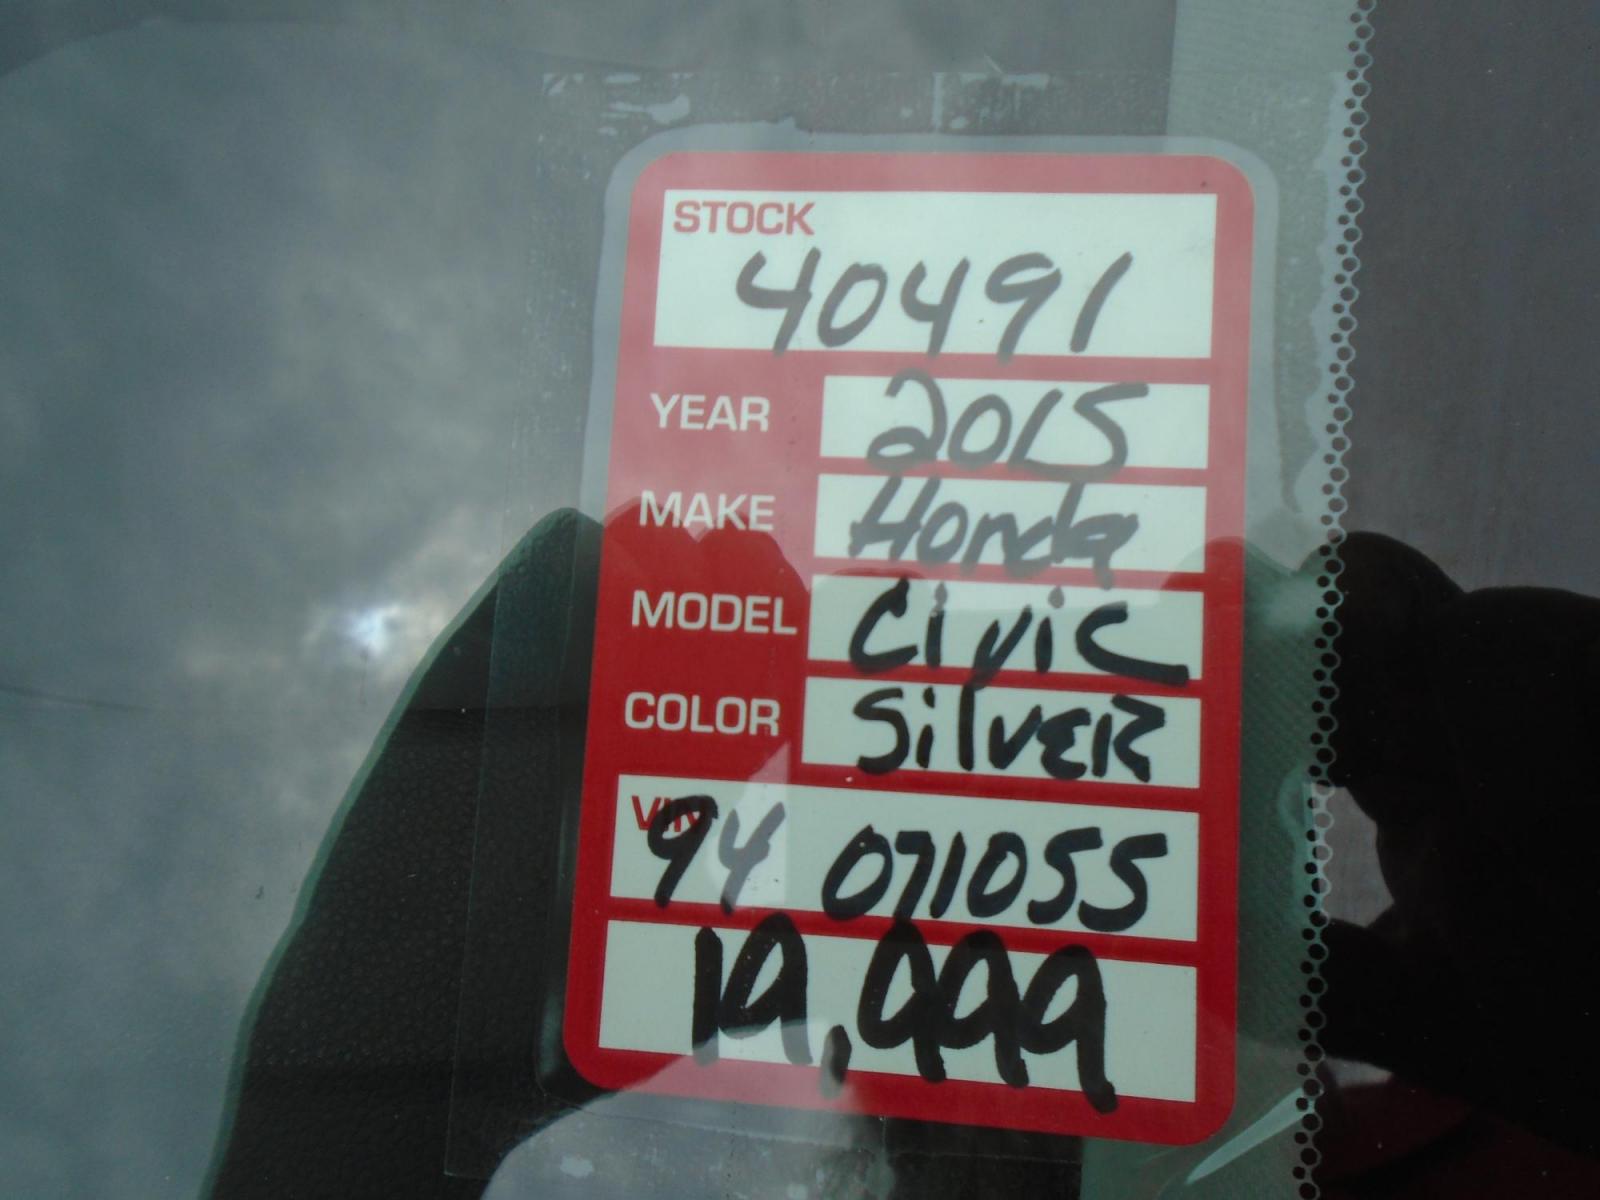 STOCK
40491
YEAR 2015
MAKE Honda
MODEL Civic
COLOR SilvER
VIN
94 071055
19,999